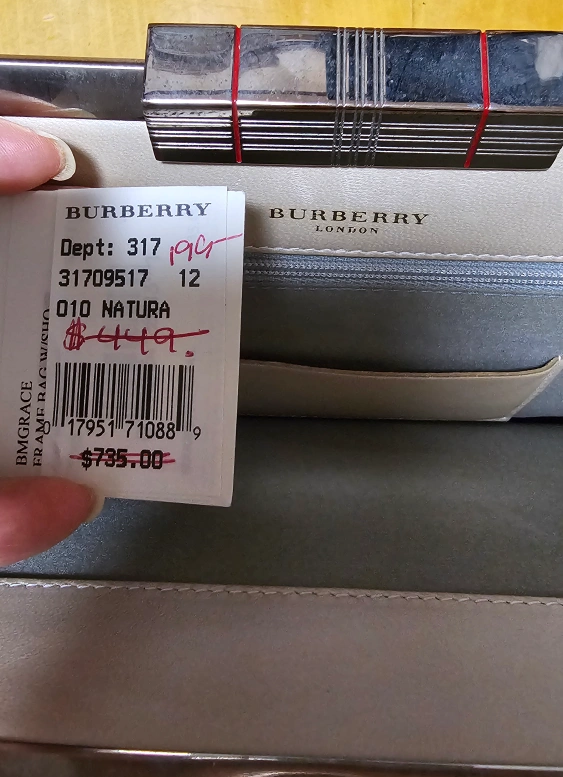 BURBERRY
Dept: 317 199-
31709517 12
010 NATURA
$449.
BMGRACE
FRAME BAG W/SHO
0 17951 71088 9
$735.00
BURBERRY
LONDON